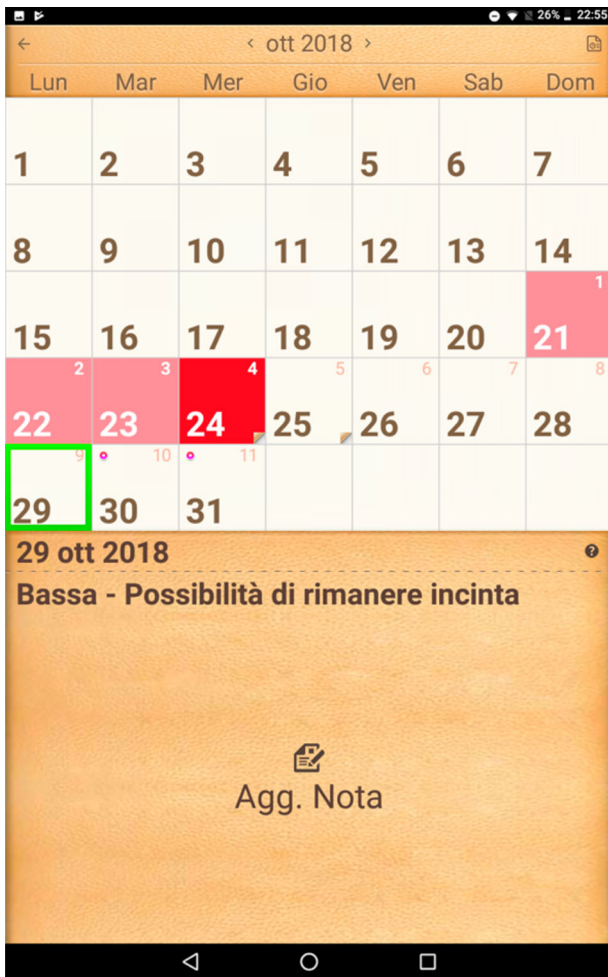 26% 22:55
ott 2018
Lun Mar Mer Gio Ven Sab Dom
1 2 3 4 5 6 7
8 9 10 11 12 13 14
1
15 16 17 18 19 20 21
2 3 4 5 6 7 8
22 23 24 25 26 27 28
9 10 11
29 30 31
29 ott 2018 ?
Bassa - Possibilità di rimanere incinta
Agg. Nota